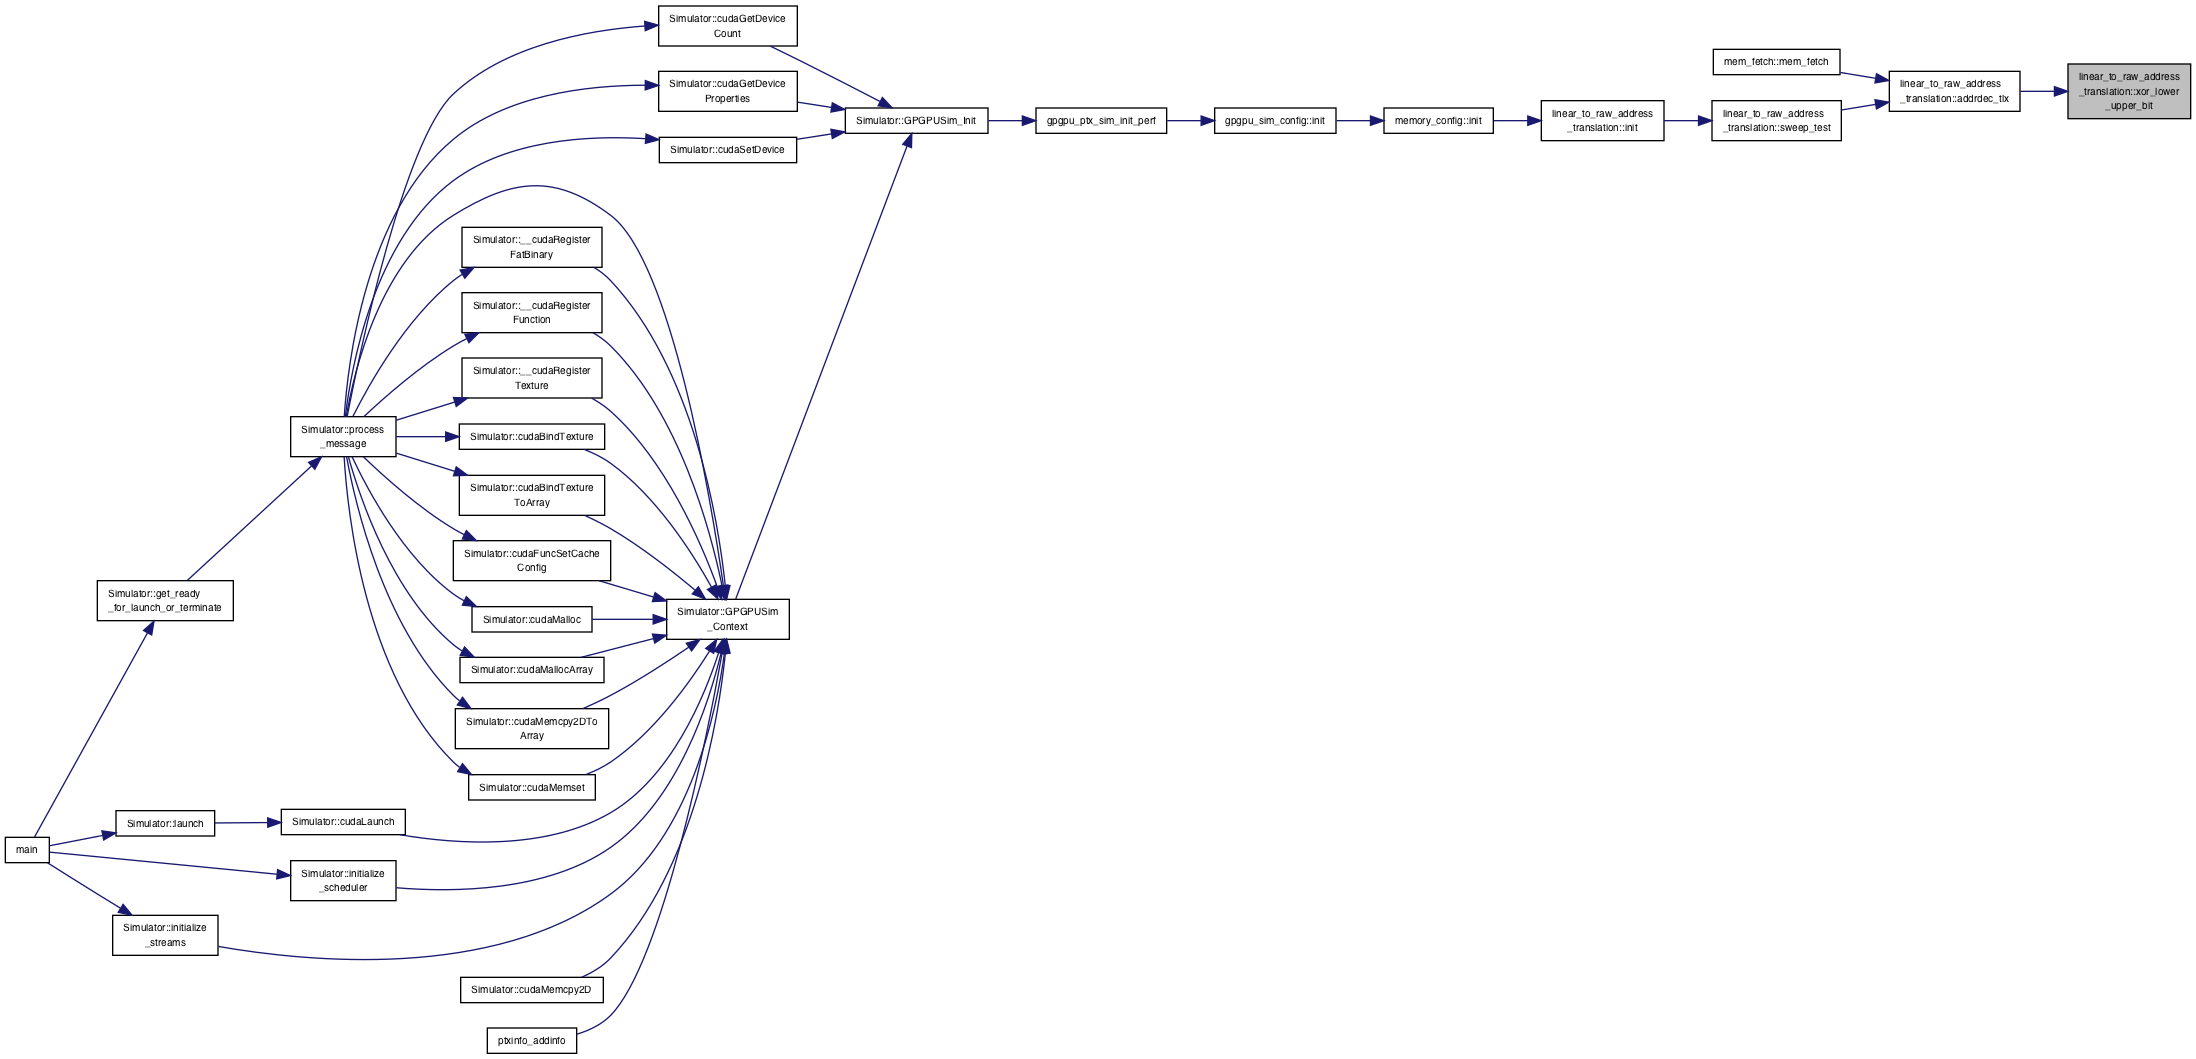 Simulator::cudaGetDevice
Count
Simulator::cudaGetDevice
Properties
Simulator::cudaSetDevice
Simulator::GPGPUSim_Init
gpgpu_ptx_sim_init_perf
gpgpu_sim_config::init
memory_config::init
linear_to_raw_address
_translation::init
mem_fetch::mem_fetch
linear_to_raw_address
_translation::sweep_test
linear_to_raw_address
_translation::addrdec_tlx
linear_to_raw_address
_translation::xor_lower
_upper_bit
Simulator::__cudaRegister
FatBinary
Simulator::__cudaRegister
Function
Simulator::__cudaRegister
Texture
Simulator::process
_message
Simulator::cudaBindTexture
Simulator::cudaBindTexture
ToArray
Simulator::cudaFuncSetCache
Config
Simulator::get_ready
_for_launch_or_terminate
Simulator::cudaMalloc
Simulator::GPGPUSim
_Context
Simulator::cudaMallocArray
Simulator::cudaMemcpy2DTo
Array
Simulator::cudaMemset
Simulator::launch
Simulator::cudaLaunch
main
Simulator::initialize
_scheduler
Simulator::initialize
_streams
Simulator::cudaMemcpy2D
ptxinfo_addinfo